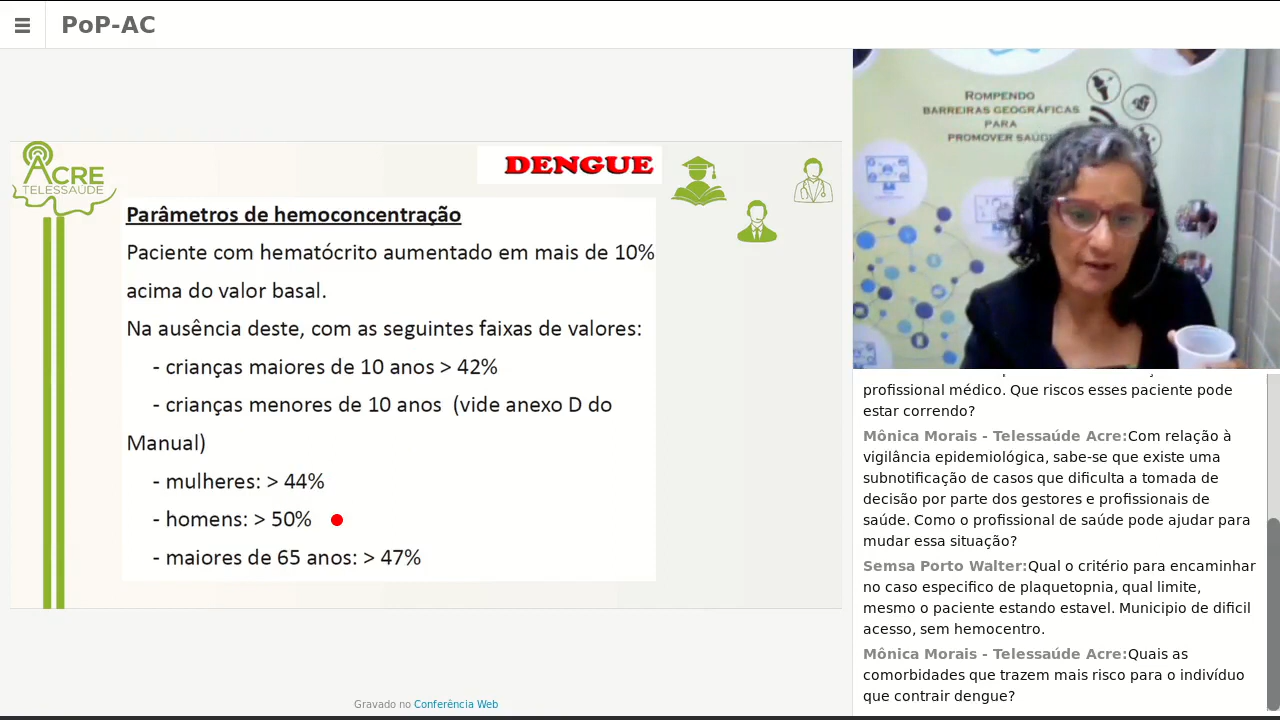 PoP-AC
ACRE
TELESSAÚDE
DENGUE
Parâmetros de hemoconcentração
Paciente com hematócrito aumentado em mais de 10%
acima do valor basal.
Na ausência deste, com as seguintes faixas de valores:
- crianças maiores de 10 anos > 42%
- crianças menores de 10 anos (vide anexo D do
Manual)
- mulheres: > 44%
- homens: > 50%
- maiores de 65 anos: > 47%
Gravado no Conferência Web
ROMPENDO
BARREIRAS GEOGRÁFICAS
PARA
PROMOVER SAÚDE
profissional médico. Que riscos esses paciente pode
estar correndo?
Mônica Morais - Telessaúde Acre:Com relação à
vigilância epidemiológica, sabe-se que existe uma
subnotificação de casos que dificulta a tomada de
decisão por parte dos gestores e profissionais de
saúde. Como o profissional de saúde pode ajudar para
mudar essa situação?
Semsa Porto Walter:Qual o critério para encaminhar
no caso especifico de plaquetopnia, qual limite,
mesmo o paciente estando estavel. Municipio de dificil
acesso, sem hemocentro.
Mônica Morais - Telessaúde Acre:Quais as
comorbidades que trazem mais risco para o indivíduo
que contrair dengue?